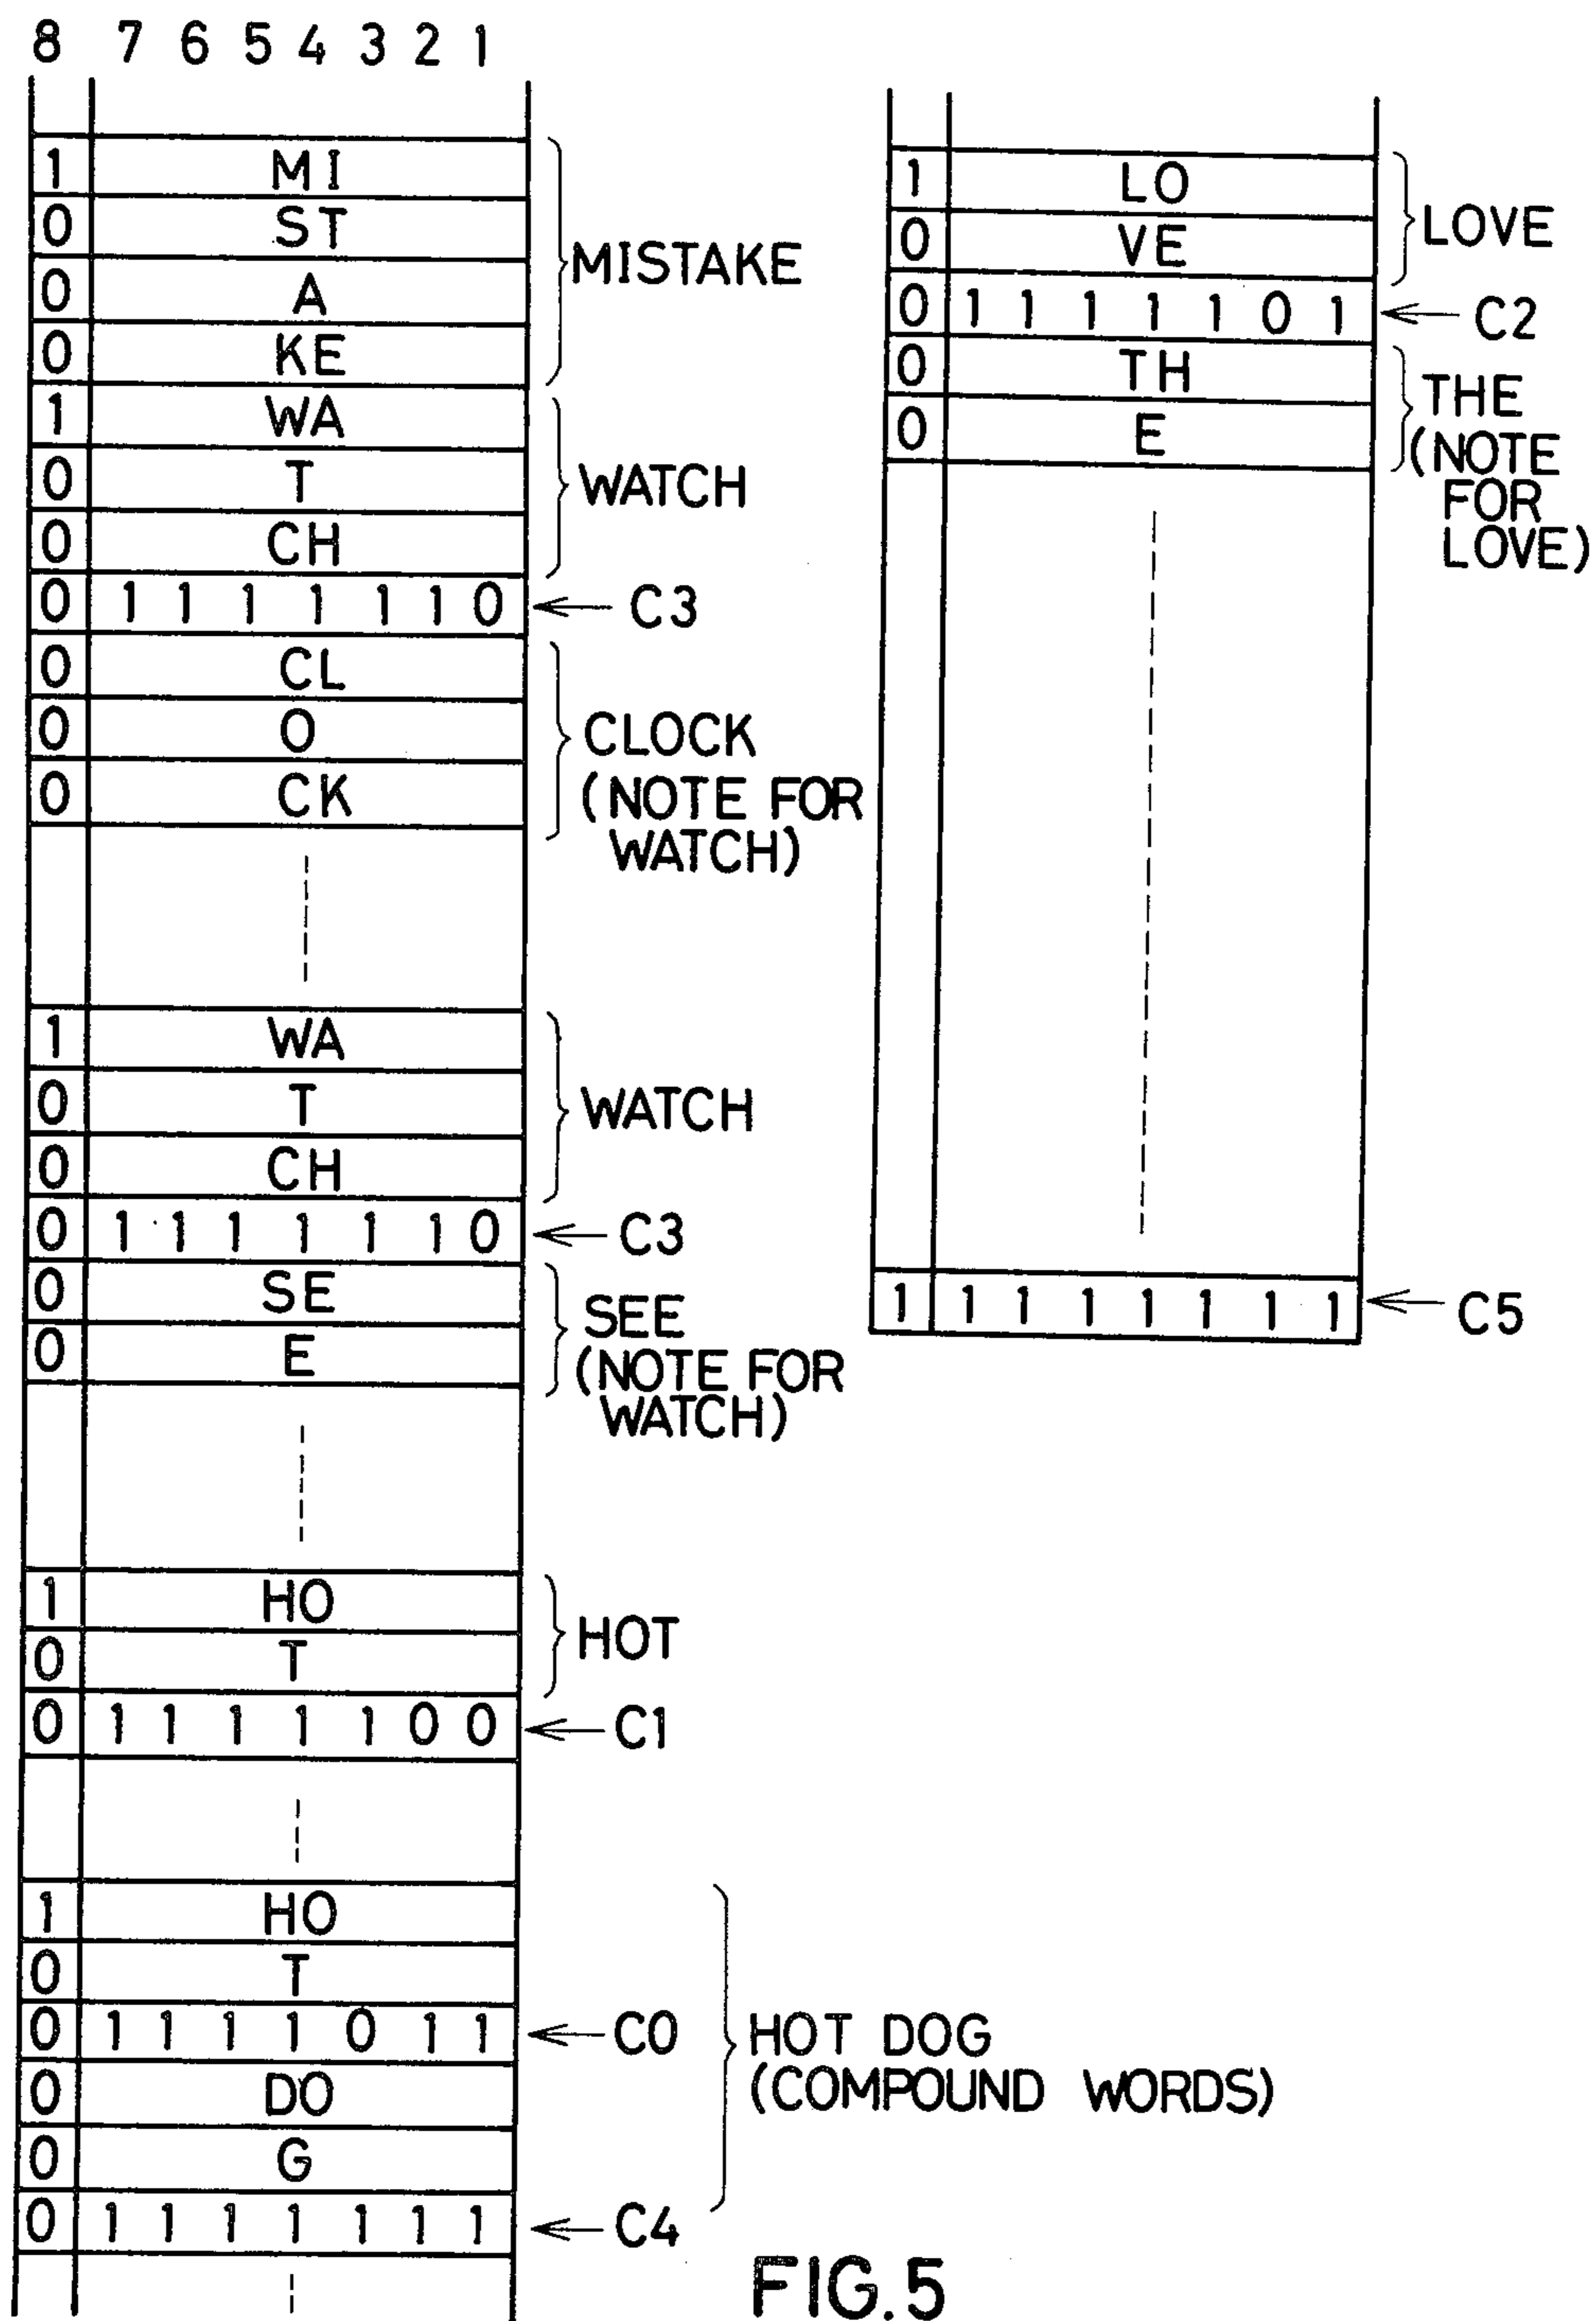 8 7 6 5 4 3 2 1
1 MI
0 ST
0 A
0 KE
MISTAKE
1 WA
0 T
0 CH
WATCH
0 1 1 1 1 1 1 0 C3
0 CL
0 O
0 CK
CLOCK
(NOTE FOR
WATCH)
1 WA
0 T
0 CH
WATCH
0 1 1 1 1 1 1 0 C3
0 SE
0 E
SEE
(NOTE FOR
WATCH)
1 HO
0 T
HOT
0 1 1 1 1 1 0 0 C1
1 HO
0 T
0 1 1 1 1 0 1 1 C0
0 DO
0 G
0 1 1 1 1 1 1 1 C4
HOT DOG
(COMPOUND WORDS)
1 LO
0 VE
LOVE
0 1 1 1 1 1 0 1 C2
0 TH
0 E
THE
(NOTE
FOR
LOVE)
1 1 1 1 1 1 1 1 C5
FIG.5